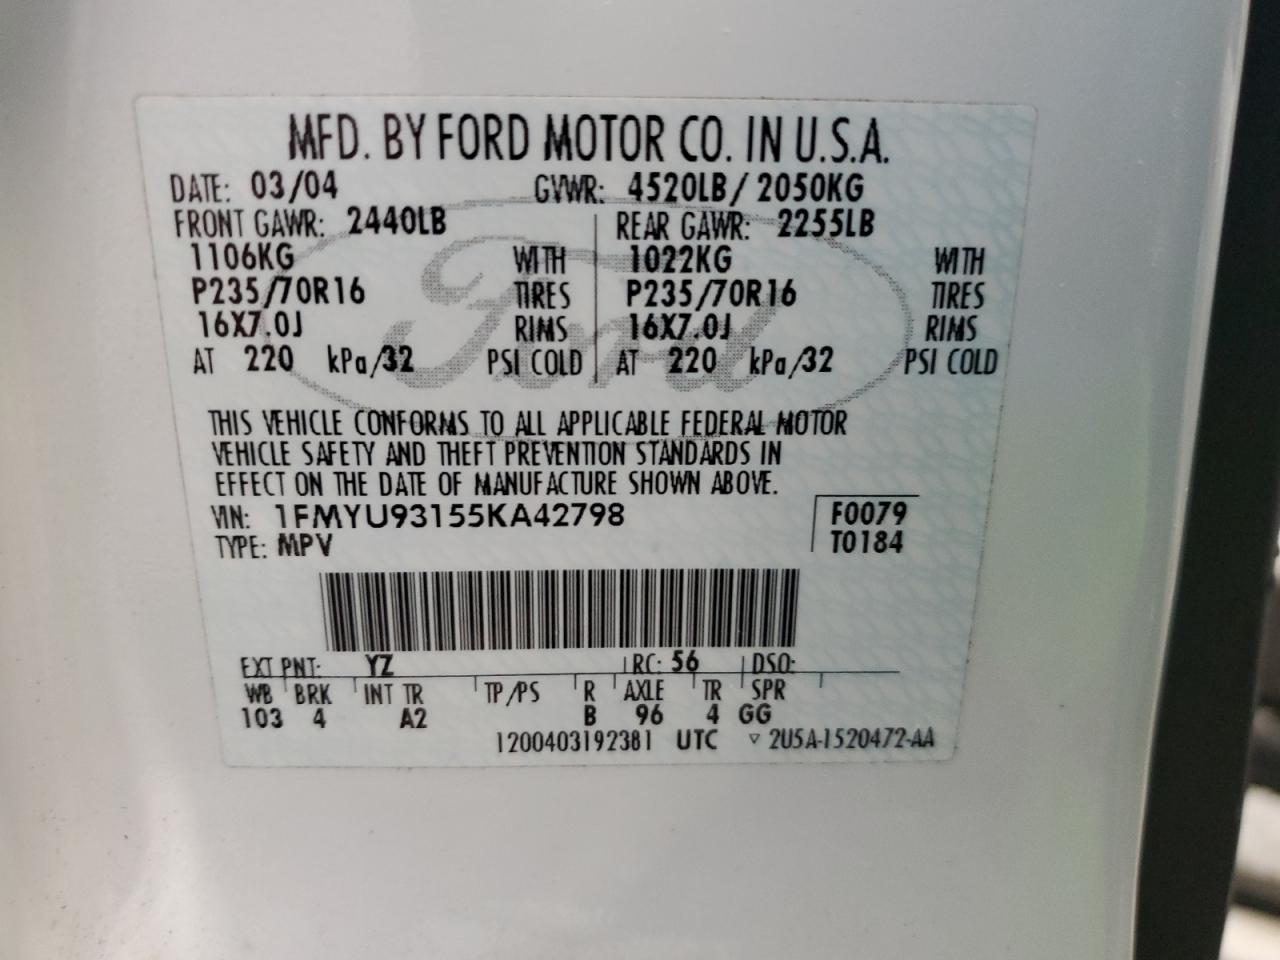 MFD. BY FORD MOTOR CO. IN U.S.A.
DATE: 03/04 GVWR: 4520LB/2050KG
FRONT GAWR: 2440LB REAR GAWR: 2255LB
1106KG WITH 1022KG WITH
P235/70R16 TIRES P235/70R16 TIRES
16X7.0J RIMS 16X7.0J RIMS
AT 220 kPa/32 PSI COLD AT 220 kPa/32 PSI COLD
Ford
THIS VEHICLE CONFORMS TO ALL APPLICABLE FEDERAL MOTOR
VEHICLE SAFETY AND THEFT PREVENTION STANDARDS IN
EFFECT ON THE DATE OF MANUFACTURE SHOWN ABOVE.
VIN: 1FMYU93155KA42798 F0079
TYPE: MPV T0184
EXT PNT: YZ RC: 56 DSO:
WB BRK INT TR TP/PS R AXLE TR SPR
103 4 A2 B 96 4 GG
1200403192381 UTC ▽ 2U5A-1520472-AA